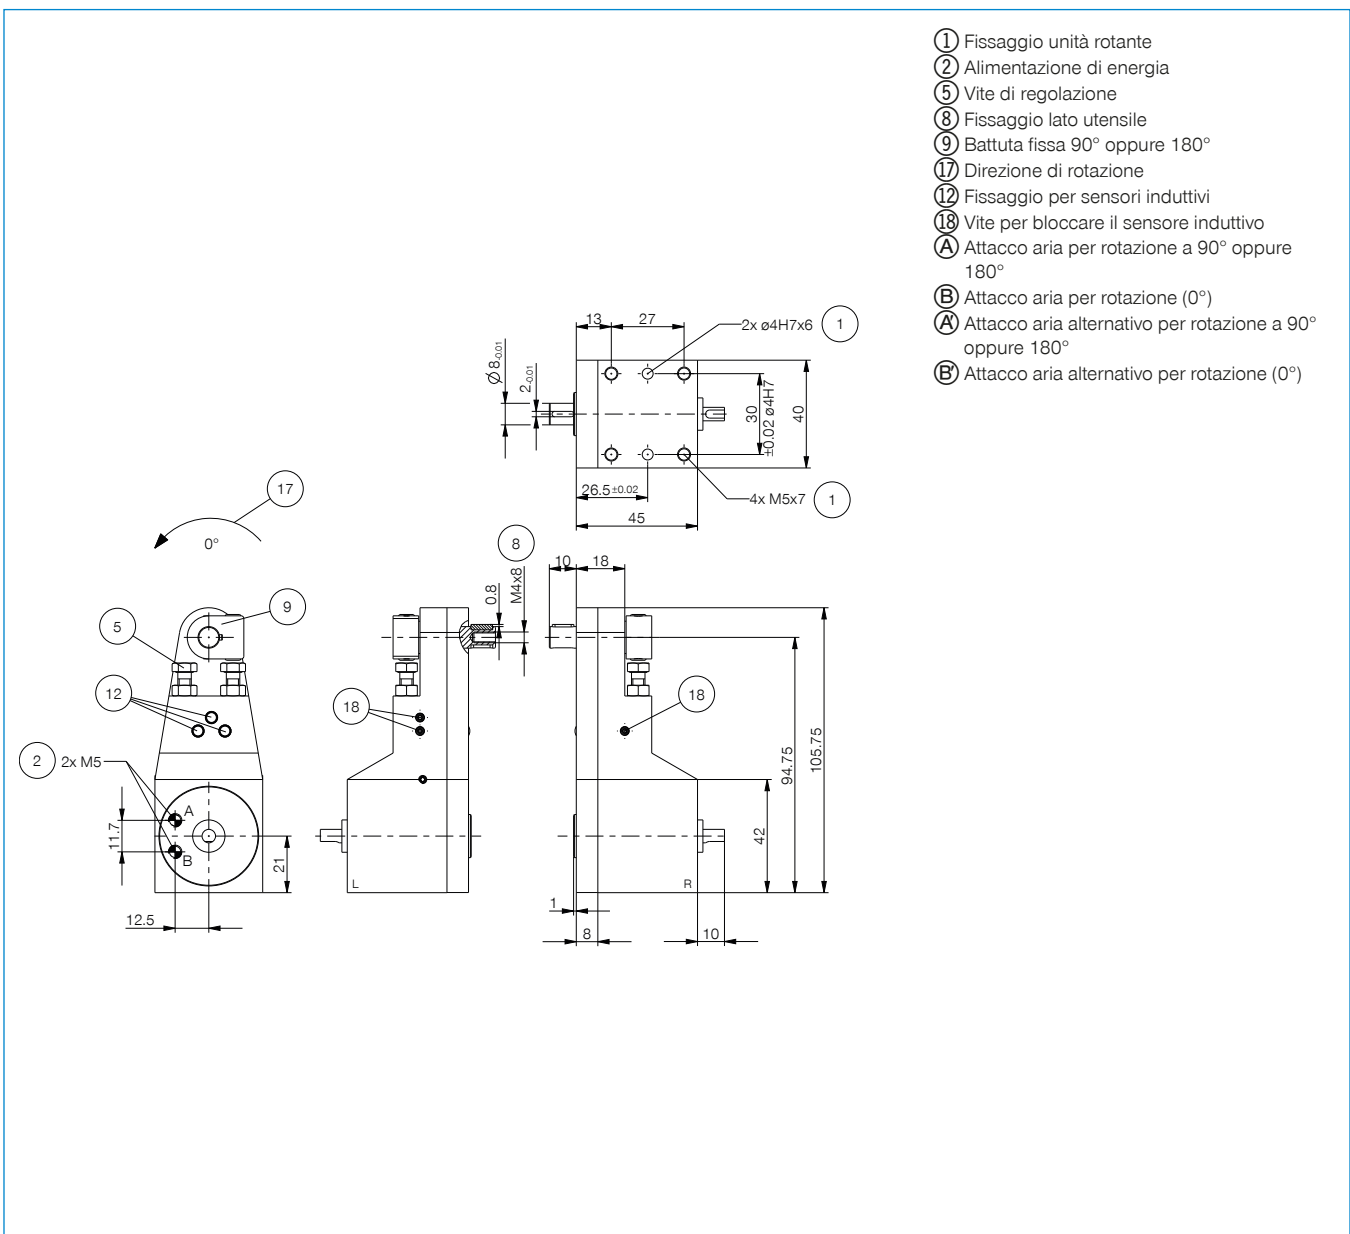 1 Fissaggio unità rotante
2 Alimentazione di energia
5 Vite di regolazione
8 Fissaggio lato utensile
9 Battuta fissa 90° oppure 180°
17 Direzione di rotazione
12 Fissaggio per sensori induttivi
18 Vite per bloccare il sensore induttivo
A Attacco aria per rotazione a 90° oppure
180°
B Attacco aria per rotazione (0°)
A' Attacco aria alternativo per rotazione a 90°
oppure 180°
B' Attacco aria alternativo per rotazione (0°)
13
27
2x ø4H7x6
1
Ø 8-0.01
2-0.01
30
±0.02 ø4H7
40
26.5±0.02
4x M5x7
1
45
17
0°
8
10
18
0.8
M4x8
9
5
12
18
18
2
2x M5
A
B
11.7
21
12.5
L
R
94.75
105.75
42
1
8
10